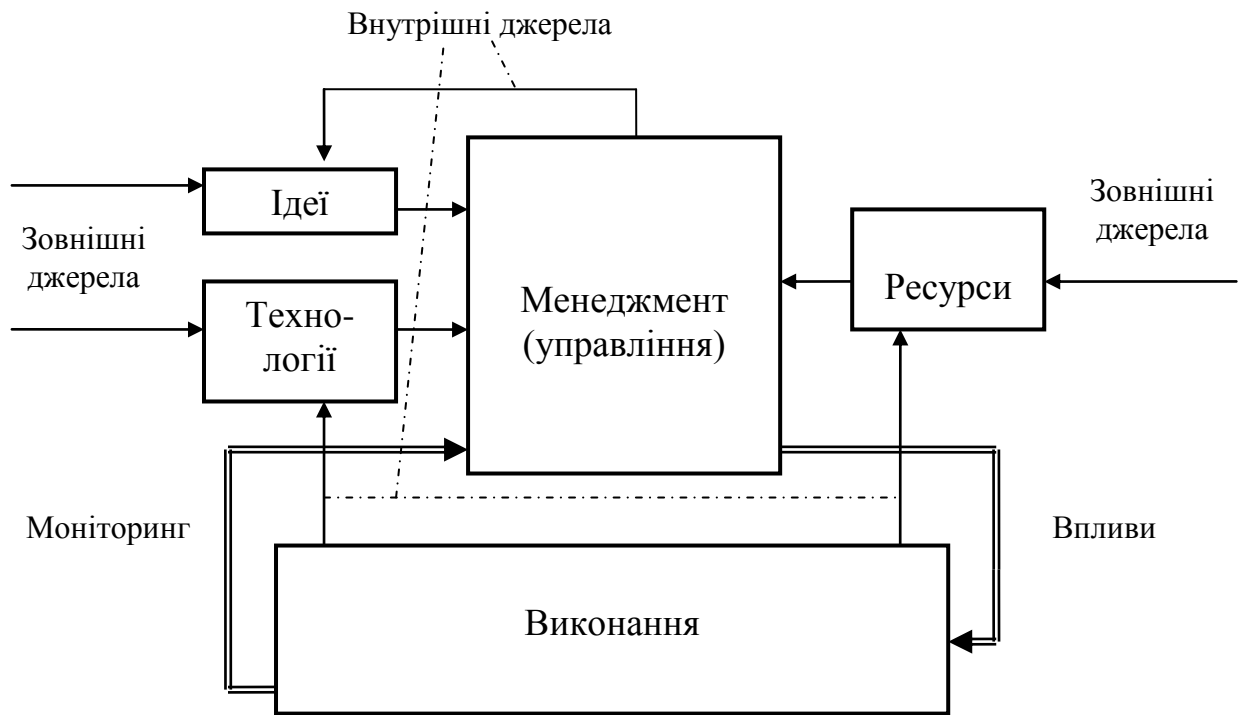 Внутрішні джерела
Ідеї
Зовнішні
джерела
Техно-
логії
Менеджмент
(управління)
Ресурси
Зовнішні
джерела
Моніторинг
Впливи
Виконання